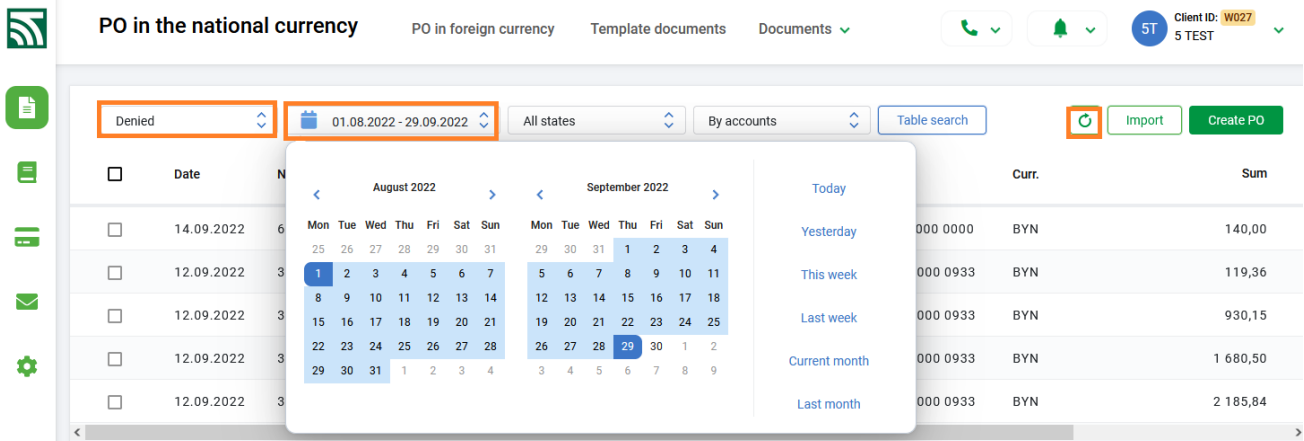 PO in the national currency PO in foreign currency Template documents Documents Client ID: W027
5T 5 TEST
Denied 01.08.2022 - 29.09.2022 All states By accounts Table search Import Create PO
Date N Curr. Sum
August 2022 September 2022 Today
Mon Tue Wed Thu Fri Sat Sun Mon Tue Wed Thu Fri Sat Sun
14.09.2022 6 Yesterday 000 0000 BYN 140,00
25 26 27 28 29 30 31 29 30 31 1 2 3 4
12.09.2022 3 1 2 3 4 5 6 7 5 6 7 8 9 10 11 This week 000 0933 BYN 119,36
8 9 10 11 12 13 14 12 13 14 15 16 17 18
12.09.2022 3 15 16 17 18 19 20 21 19 20 21 22 23 24 25 Last week 000 0933 BYN 930,15
22 23 24 25 26 27 28 26 27 28 29 30 1 2
12.09.2022 3 Current month 000 0933 BYN 1 680,50
29 30 31 1 2 3 4 3 4 5 6 7 8 9
12.09.2022 3 Last month 000 0933 BYN 2 185,84